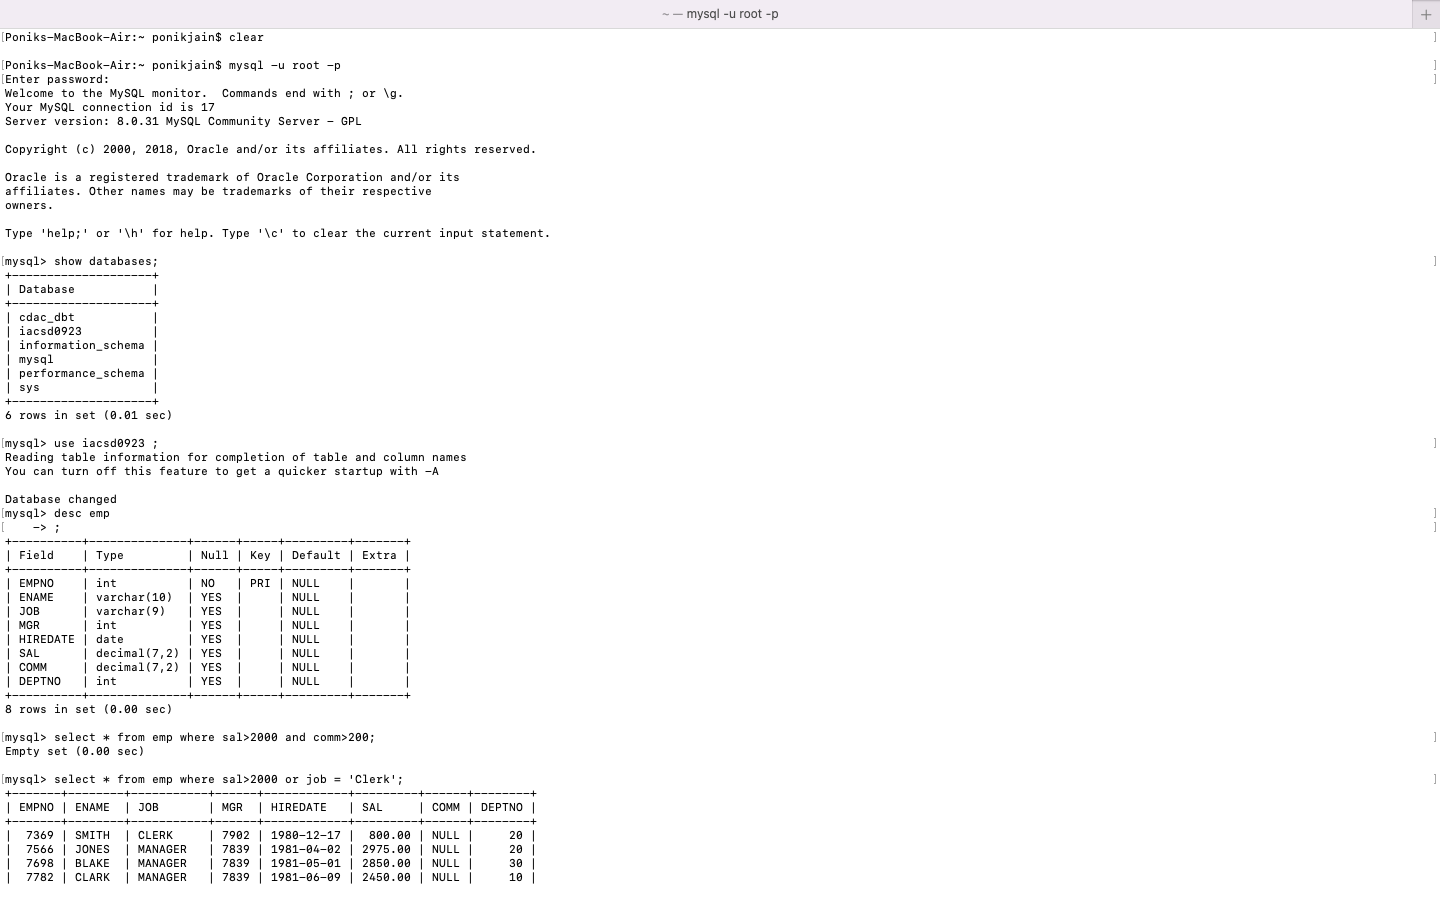 ~ — mysql -u root -p
+
[Poniks-MacBook-Air:~ ponikjain$ clear ]
[Poniks-MacBook-Air:~ ponikjain$ mysql -u root -p ]
[Enter password: ]
Welcome to the MySQL monitor.  Commands end with ; or \g.
Your MySQL connection id is 17
Server version: 8.0.31 MySQL Community Server - GPL
Copyright (c) 2000, 2018, Oracle and/or its affiliates. All rights reserved.
Oracle is a registered trademark of Oracle Corporation and/or its
affiliates. Other names may be trademarks of their respective
owners.
Type 'help;' or '\h' for help. Type '\c' to clear the current input statement.
[mysql> show databases; ]
+--------------------+
| Database           |
+--------------------+
| cdac_dbt           |
| iacsd0923          |
| information_schema |
| mysql              |
| performance_schema |
| sys                |
+--------------------+
6 rows in set (0.01 sec)
[mysql> use iacsd0923 ; ]
Reading table information for completion of table and column names
You can turn off this feature to get a quicker startup with -A
Database changed
[mysql> desc emp ]
[    -> ; ]
+----------+--------------+------+-----+---------+-------+
| Field    | Type         | Null | Key | Default | Extra |
+----------+--------------+------+-----+---------+-------+
| EMPNO    | int          | NO   | PRI | NULL    |       |
| ENAME    | varchar(10)  | YES  |     | NULL    |       |
| JOB      | varchar(9)   | YES  |     | NULL    |       |
| MGR      | int          | YES  |     | NULL    |       |
| HIREDATE | date         | YES  |     | NULL    |       |
| SAL      | decimal(7,2) | YES  |     | NULL    |       |
| COMM     | decimal(7,2) | YES  |     | NULL    |       |
| DEPTNO   | int          | YES  |     | NULL    |       |
+----------+--------------+------+-----+---------+-------+
8 rows in set (0.00 sec)
[mysql> select * from emp where sal>2000 and comm>200; ]
Empty set (0.00 sec)
[mysql> select * from emp where sal>2000 or job = 'Clerk'; ]
+-------+--------+-----------+------+------------+---------+------+--------+
| EMPNO | ENAME  | JOB       | MGR  | HIREDATE   | SAL     | COMM | DEPTNO |
+-------+--------+-----------+------+------------+---------+------+--------+
|  7369 | SMITH  | CLERK     | 7902 | 1980-12-17 |  800.00 | NULL |     20 |
|  7566 | JONES  | MANAGER   | 7839 | 1981-04-02 | 2975.00 | NULL |     20 |
|  7698 | BLAKE  | MANAGER   | 7839 | 1981-05-01 | 2850.00 | NULL |     30 |
|  7782 | CLARK  | MANAGER   | 7839 | 1981-06-09 | 2450.00 | NULL |     10 |